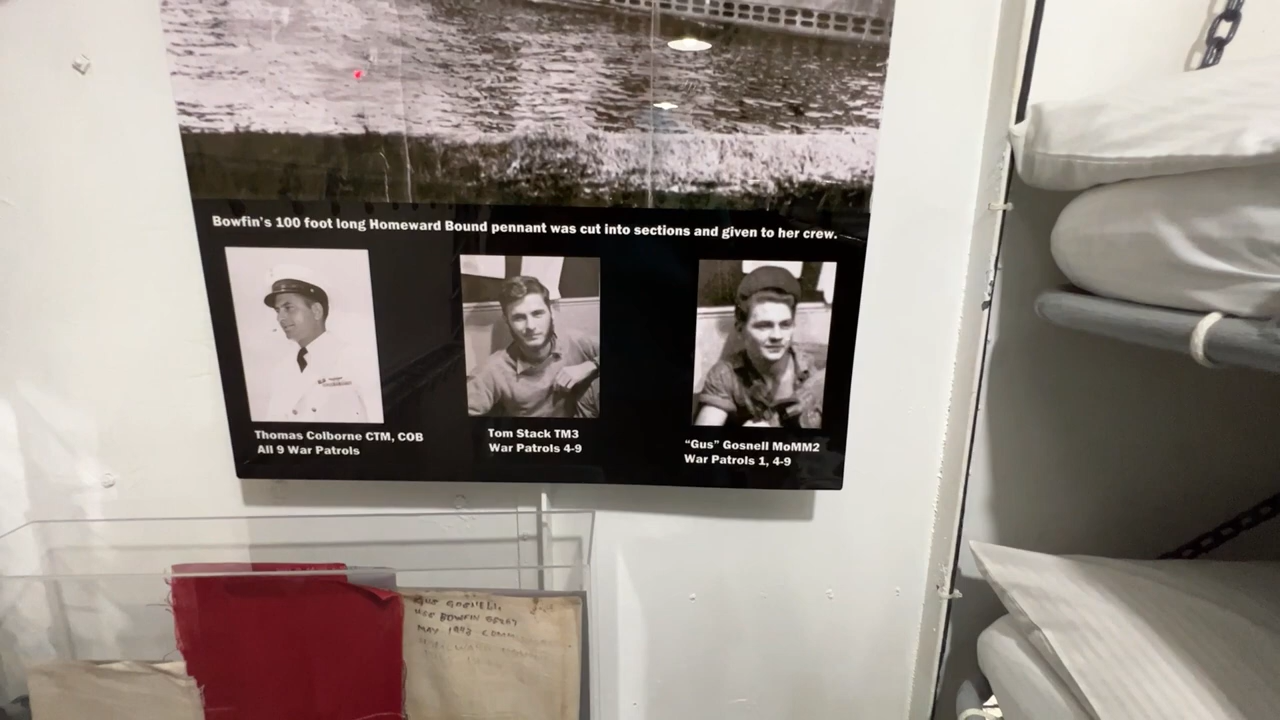 Bowfin's 100 foot long Homeward Bound pennant was cut into sections and given to her crew.
Thomas Colborne CTM, COB
All 9 War Patrols
Tom Stack TM3
War Patrols 4-9
"Gus" Gosnell MoMM2
War Patrols 1, 4-9
GUS GOSNELL
USS BOWFIN
MAY